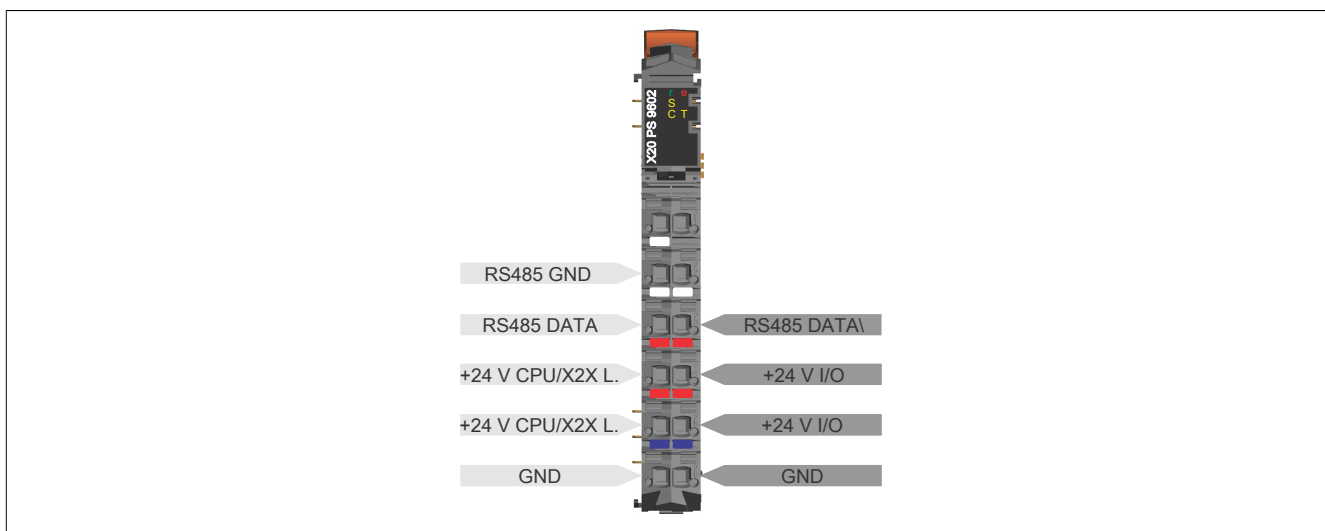 X20 PS 9602
r e
S
C T
RS485 GND
RS485 DATA
RS485 DATA\
+24 V CPU/X2X L.
+24 V I/O
+24 V CPU/X2X L.
+24 V I/O
GND
GND